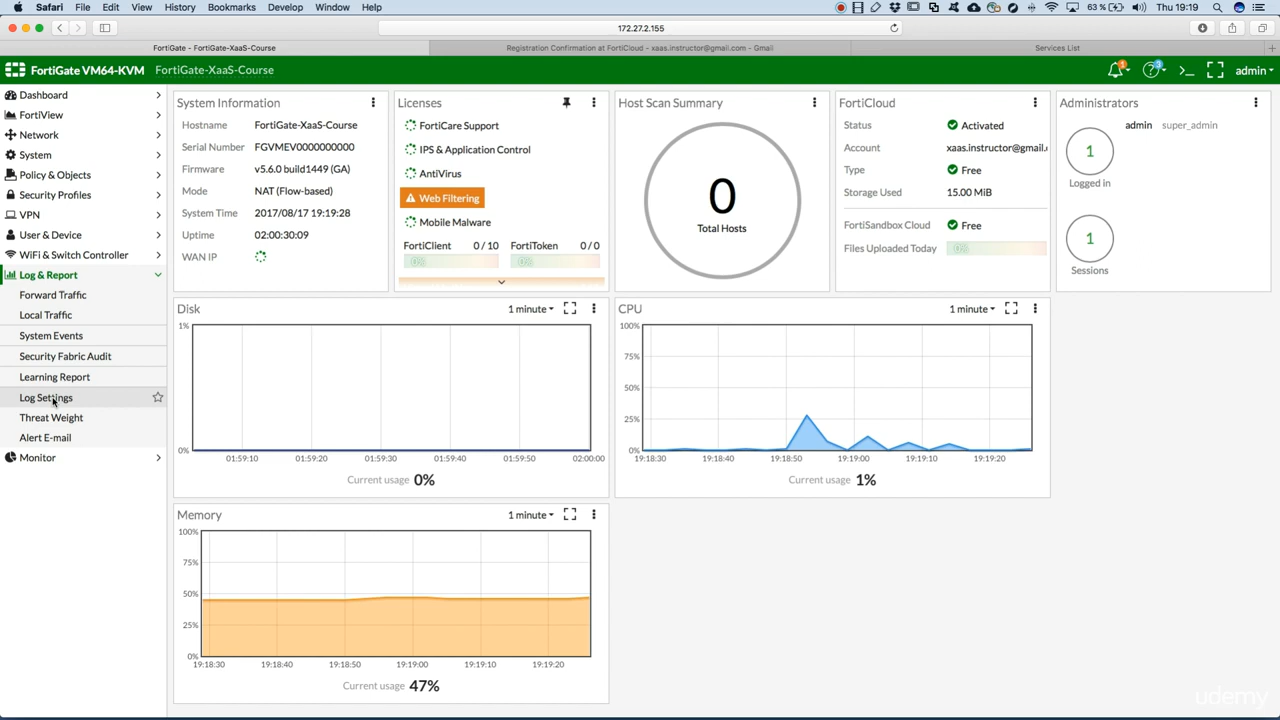 Safari File Edit View History Bookmarks Develop Window Help
63 % Thu 19:19
172.27.2.155
FortiGate - FortiGate-XaaS-Course
Registration Confirmation at FortiCloud - xaas.instructor@gmail.com - Gmail
Services List
FortiGate VM64-KVM FortiGate-XaaS-Course
1 3 >_ admin
Dashboard
FortiView
Network
System
Policy & Objects
Security Profiles
VPN
User & Device
WiFi & Switch Controller
Log & Report
Forward Traffic
Local Traffic
System Events
Security Fabric Audit
Learning Report
Log Settings
Threat Weight
Alert E-mail
Monitor
System Information
Hostname FortiGate-XaaS-Course
Serial Number FGVMEV0000000000
Firmware v5.6.0 build1449 (GA)
Mode NAT (Flow-based)
System Time 2017/08/17 19:19:28
Uptime 02:00:30:09
WAN IP
Licenses
FortiCare Support
IPS & Application Control
AntiVirus
Web Filtering
Mobile Malware
FortiClient 0 / 10 FortiToken 0 / 0
0% 0%
Host Scan Summary
0
Total Hosts
FortiCloud
Status Activated
Account xaas.instructor@gmail.
Type Free
Storage Used 15.00 MiB
FortiSandbox Cloud Free
Files Uploaded Today 0%
Administrators
1
Logged in
admin super_admin
1
Sessions
Disk 1 minute
1%
0%
01:59:10 01:59:20 01:59:30 01:59:40 01:59:50 02:00:00
Current usage 0%
CPU 1 minute
100%
75%
50%
25%
0%
19:18:30 19:18:40 19:18:50 19:19:00 19:19:10 19:19:20
Current usage 1%
Memory 1 minute
100%
75%
50%
25%
0%
19:18:30 19:18:40 19:18:50 19:19:00 19:19:10 19:19:20
Current usage 47%
udemy